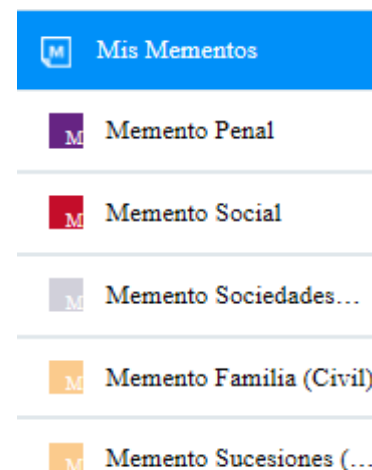 M Mis Mementos
M Memento Penal
M Memento Social
M Memento Sociedades…
M Memento Familia (Civil)
M Memento Sucesiones (…